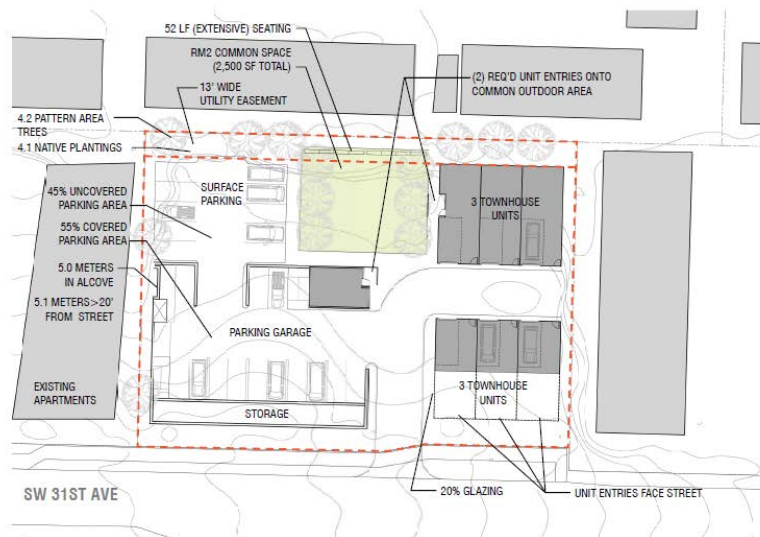 52 LF (EXTENSIVE) SEATING
RM2 COMMON SPACE
(2,500 SF TOTAL)
13' WIDE
UTILITY EASEMENT
(2) REQ'D UNIT ENTRIES ONTO
COMMON OUTDOOR AREA
4.2 PATTERN AREA
TREES
4.1 NATIVE PLANTINGS
45% UNCOVERED
PARKING AREA
SURFACE
PARKING
3 TOWNHOUSE
UNITS
55% COVERED
PARKING AREA
5.0 METERS
IN ALCOVE
5.1 METERS>20'
FROM STREET
PARKING GARAGE
EXISTING
APARTMENTS
3 TOWNHOUSE
UNITS
STORAGE
SW 31ST AVE
20% GLAZING
UNIT ENTRIES FACE STREET